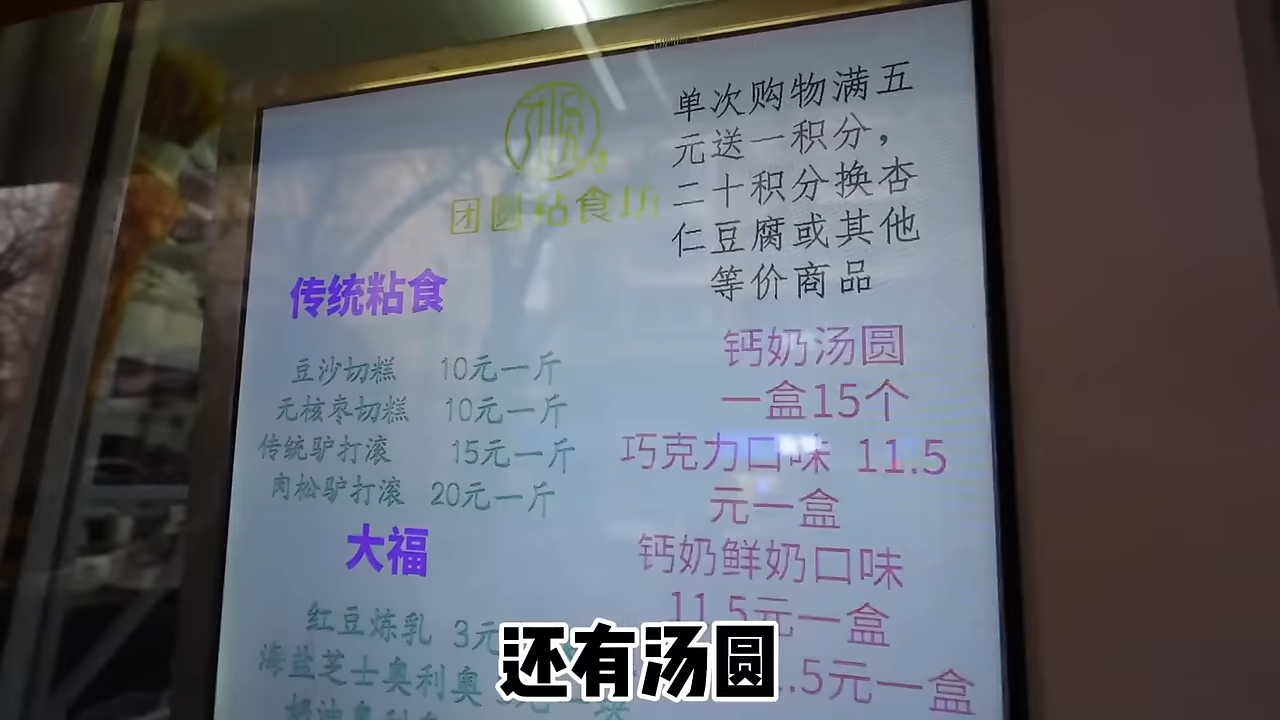 团圆粘食坊
单次购物满五
元送一积分，
二十积分换杏
仁豆腐或其他
等价商品
传统粘食
豆沙切糕 10元一斤
无核枣切糕 10元一斤
传统驴打滚 15元一斤
肉松驴打滚 20元一斤
大福
红豆炼乳 3元
海盐芝士奥利奥
钙奶汤圆
一盒15个
巧克力口味 11.5
元一盒
钙奶鲜奶口味
11.5元一盒
.5元一盒
还有汤圆